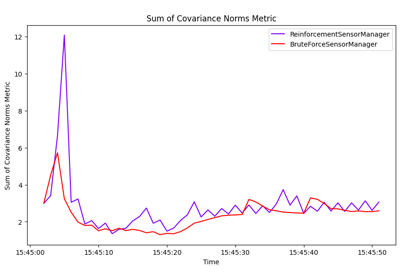 Sum of Covariance Norms Metric
ReinforcementSensorManager
BruteForceSensorManager
Sum of Covariance Norms Metric
12
10
8
6
4
2
15:45:00
15:45:10
15:45:20
15:45:30
15:45:40
15:45:50
Time